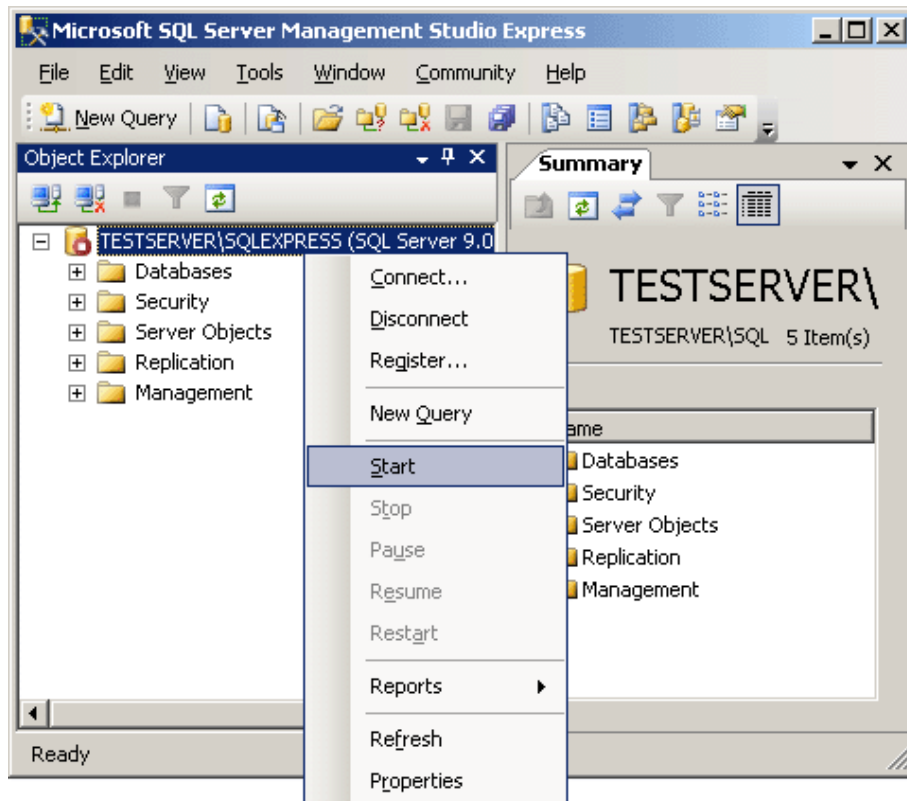 Microsoft SQL Server Management Studio Express
File Edit View Tools Window Community Help
New Query
Object Explorer
Summary
TESTSERVER\SQLEXPRESS (SQL Server 9.0
Databases
Security
Server Objects
Replication
Management
Connect...
Disconnect
Register...
New Query
Start
Stop
Pause
Resume
Restart
Reports
Refresh
Properties
TESTSERVER\
TESTSERVER\SQL 5 Item(s)
ame
Databases
Security
Server Objects
Replication
Management
Ready